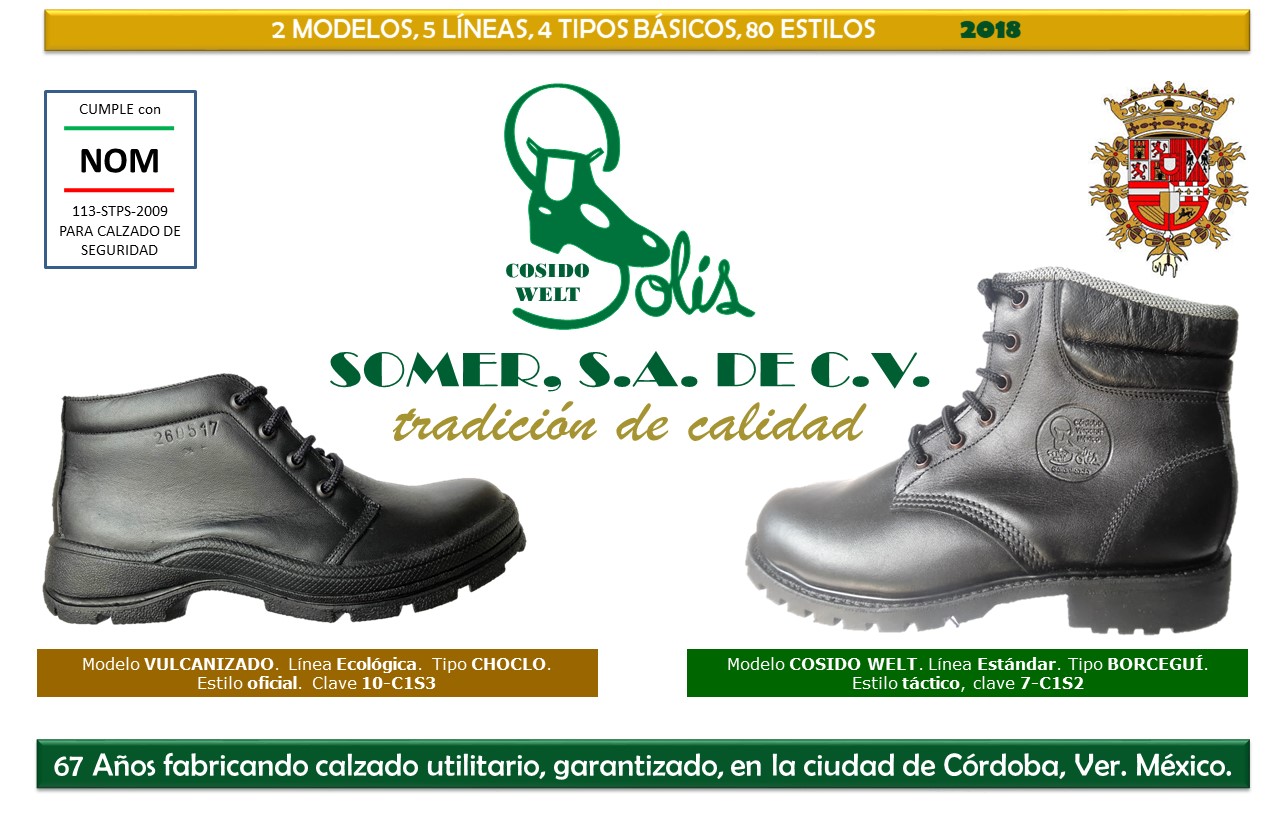 2 MODELOS, 5 LÍNEAS, 4 TIPOS BÁSICOS, 80 ESTILOS 2018
CUMPLE con
NOM
113-STPS-2009
PARA CALZADO DE
SEGURIDAD
COSIDO
WELT
Solís
SOMER, S.A. DE C.V.
tradición de calidad
260517
Modelo VULCANIZADO. Línea Ecológica. Tipo CHOCLO.
Estilo oficial. Clave 10-C1S3
Modelo COSIDO WELT. Línea Estándar. Tipo BORCEGUÍ.
Estilo táctico, clave 7-C1S2
67 Años fabricando calzado utilitario, garantizado, en la ciudad de Córdoba, Ver. México.